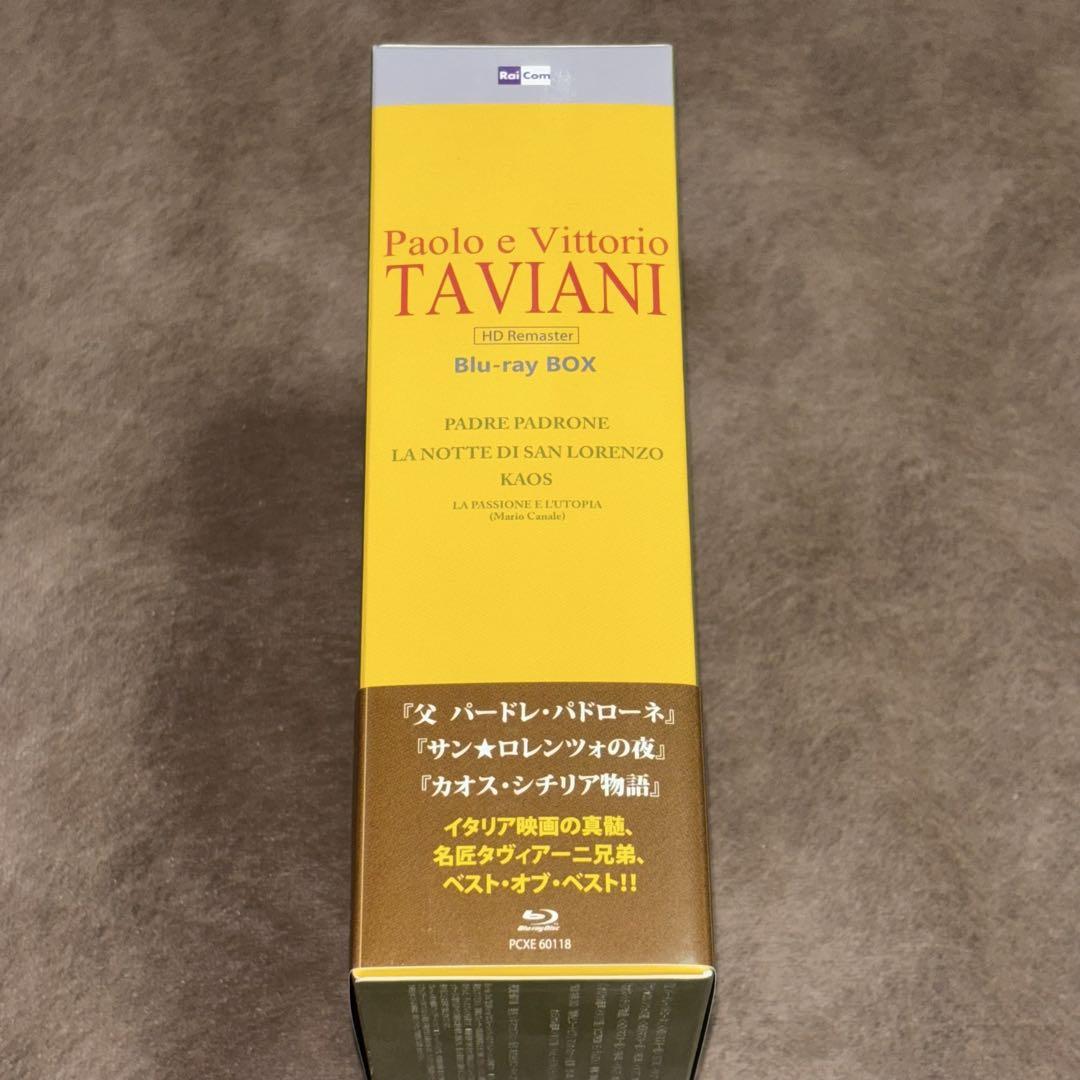 Rai Com
Paolo e Vittorio
TAVIANI
HD Remaster
Blu-ray BOX
PADRE PADRONE
LA NOTTE DI SAN LORENZO
KAOS
LA PASSIONE E L'UTOPIA
(Mario Canale)
『父 パードレ・パドローネ』
『サン★ロレンツォの夜』
『カオス・シチリア物語』
イタリア映画の真髄、
名匠タヴィアーニ兄弟、
ベスト・オブ・ベスト!!
Blu-ray Disc
PCXE 60118